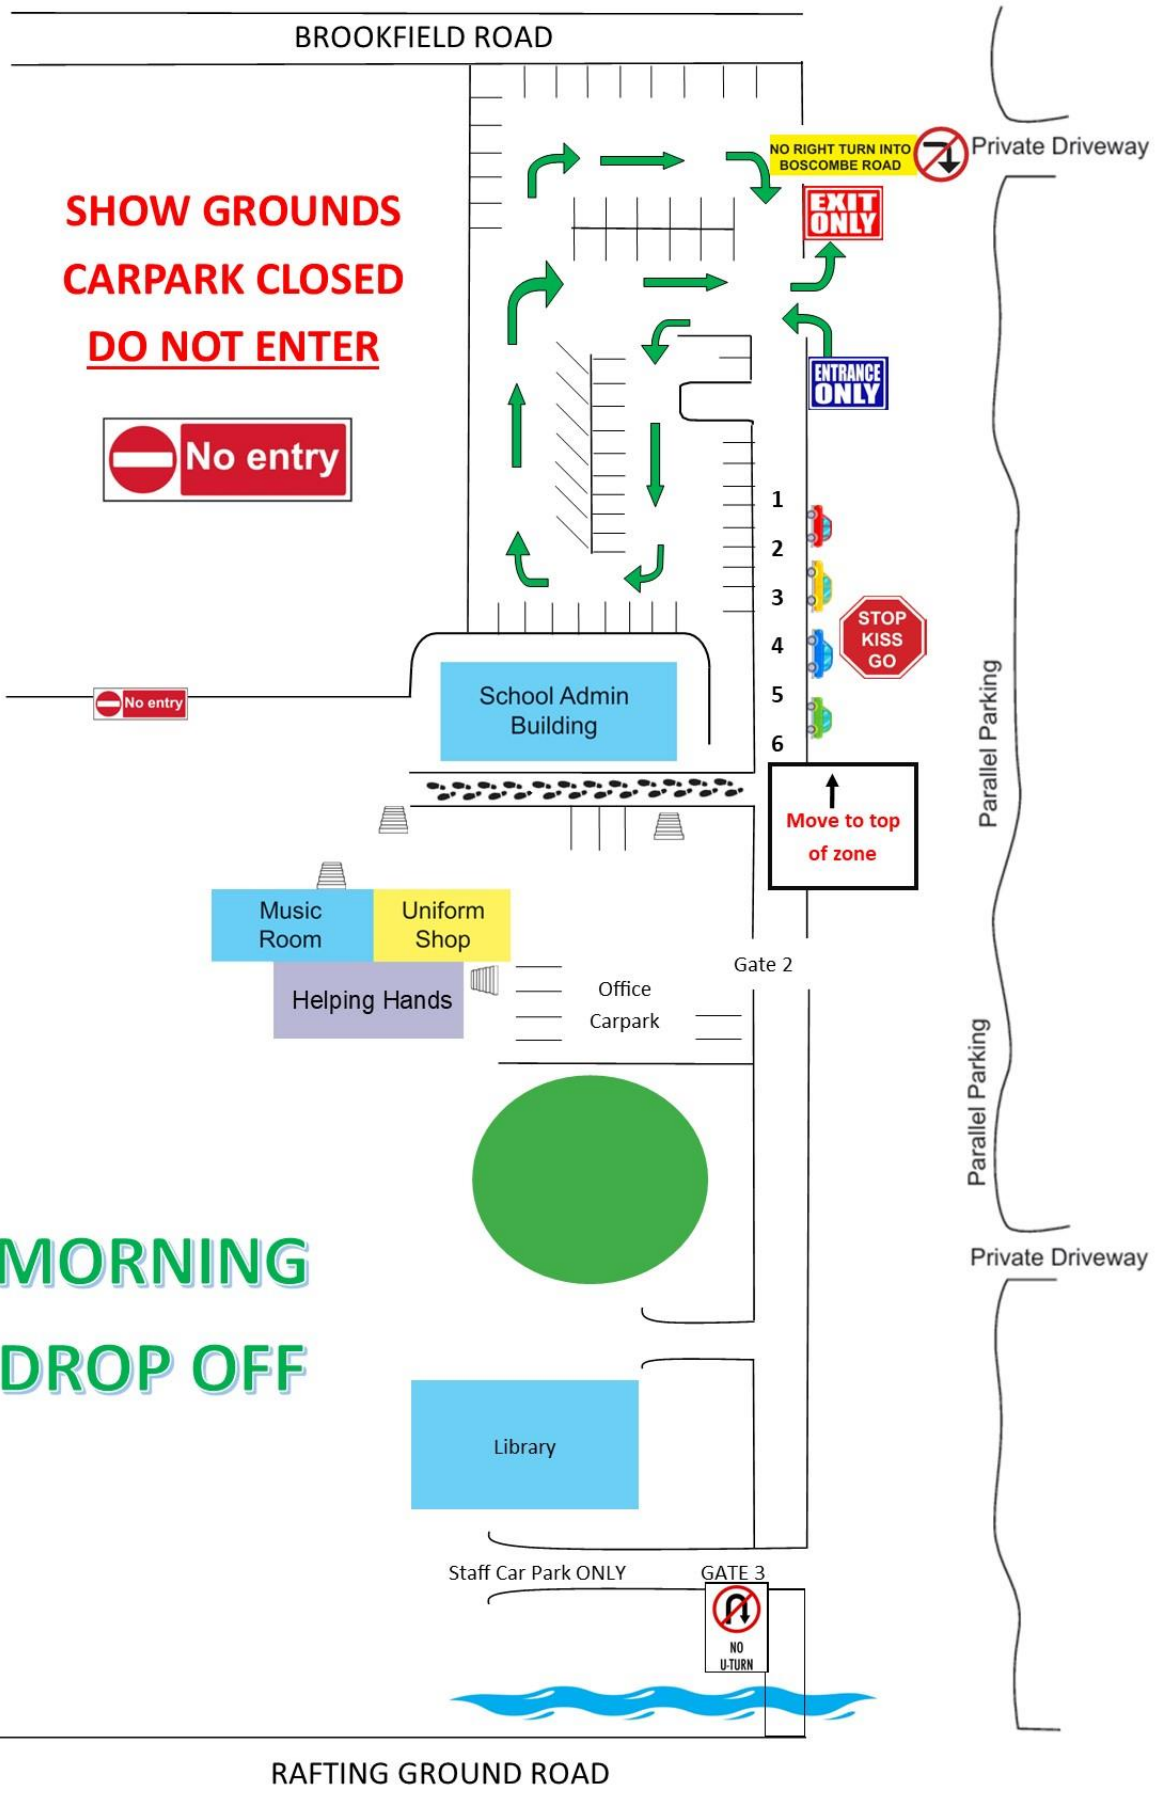 BROOKFIELD ROAD
NO RIGHT TURN INTO
BOSCOMBE ROAD
Private Driveway
SHOW GROUNDS
CARPARK CLOSED
DO NOT ENTER
EXIT
ONLY
ENTRANCE
ONLY
No entry
1
2
3
4
5
6
STOP
KISS
GO
Parallel Parking
No entry
School Admin
Building
Move to top
of zone
Music
Room
Uniform
Shop
Helping Hands
Gate 2
Office
Carpark
Parallel Parking
MORNING
DROP OFF
Private Driveway
Library
Staff Car Park ONLY
GATE 3
NO
U-TURN
RAFTING GROUND ROAD